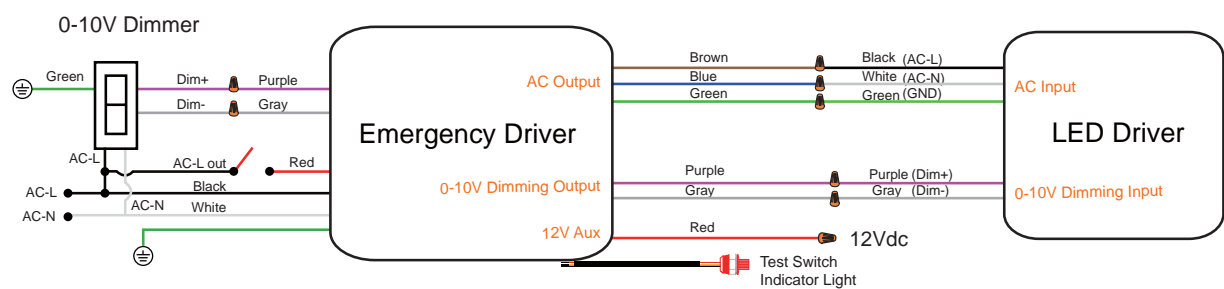 0-10V Dimmer
Green
Dim+
Purple
Dim-
Gray
AC-L
AC-L out
Red
AC-L
Black
AC-N
AC-N
White
Emergency Driver
AC Output
0-10V Dimming Output
12V Aux
Brown
Black (AC-L)
Blue
White (AC-N)
Green
Green (GND)
Purple
Purple (Dim+)
Gray
Gray (Dim-)
Red
12Vdc
Test Switch
Indicator Light
AC Input
LED Driver
0-10V Dimming Input